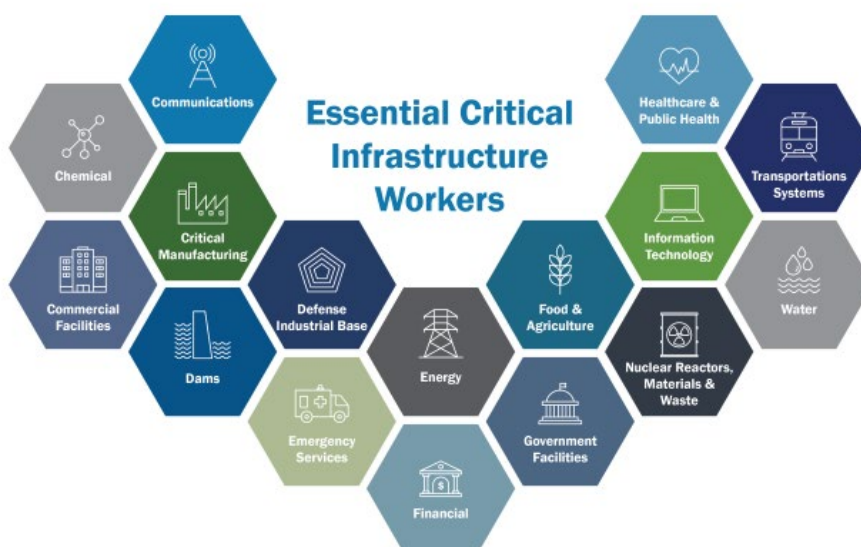 Essential Critical
Infrastructure
Workers
Communications
Chemical
Critical
Manufacturing
Commercial
Facilities
Dams
Defense
Industrial Base
Emergency
Services
Energy
$
Financial
Food &
Agriculture
Government
Facilities
Healthcare &
Public Health
Information
Technology
Nuclear Reactors,
Materials &
Waste
Transportations
Systems
Water